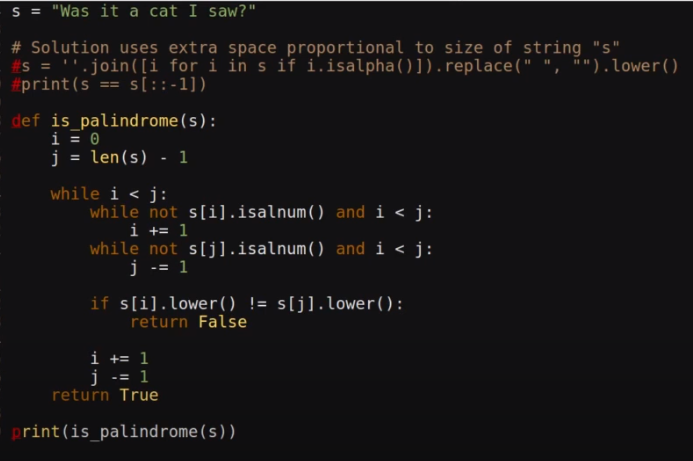 s = "Was it a cat I saw?"
# Solution uses extra space proportional to size of string "s"
#s = ''.join([i for i in s if i.isalpha()]).replace(" ", "").lower()
#print(s == s[::-1])
def is_palindrome(s):
    i = 0
    j = len(s) - 1
    while i < j:
        while not s[i].isalnum() and i < j:
            i += 1
        while not s[j].isalnum() and i < j:
            j -= 1
        if s[i].lower() != s[j].lower():
            return False
        i += 1
        j -= 1
    return True
print(is_palindrome(s))